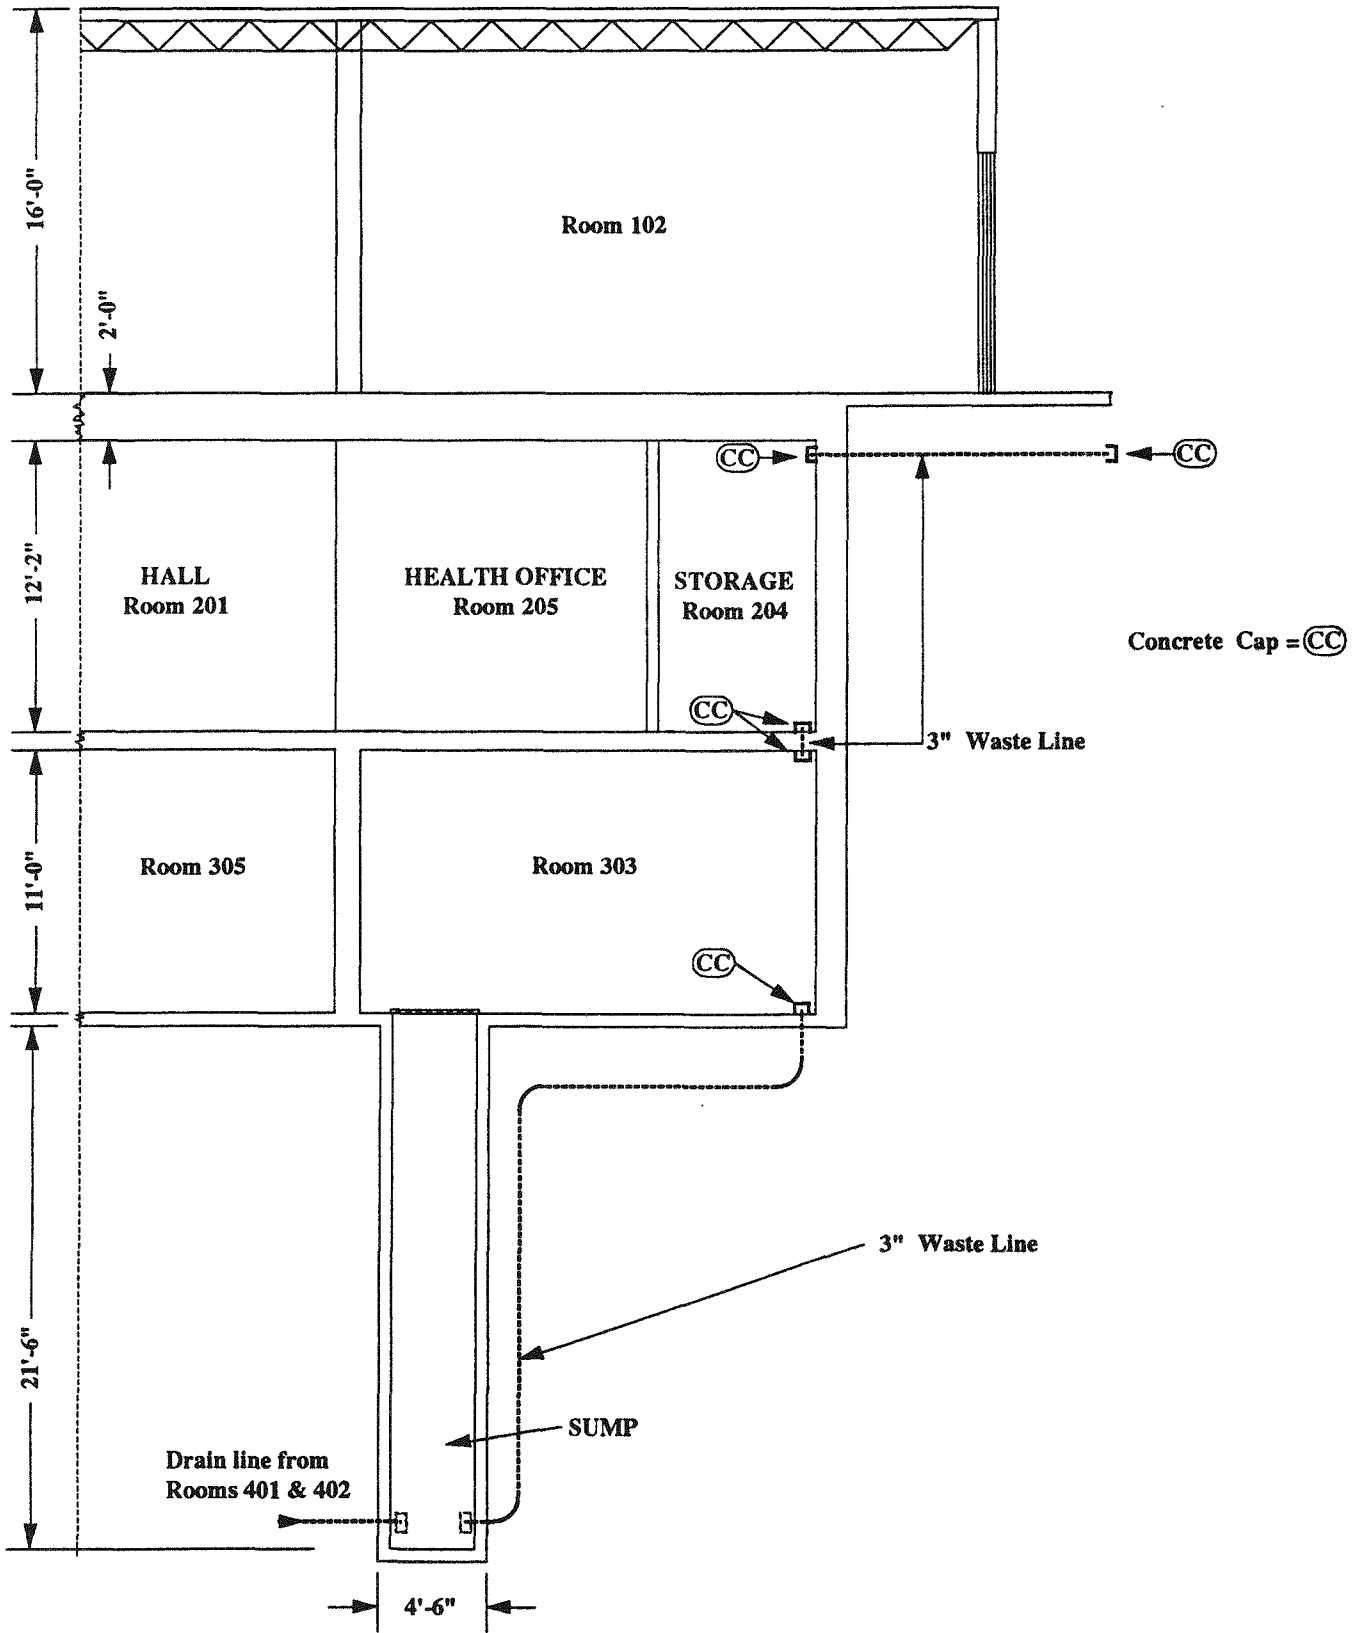 16'-0"
Room 102
2'-0"
CC
CC
12'-2"
HALL
Room 201
HEALTH OFFICE
Room 205
STORAGE
Room 204
Concrete Cap = CC
CC
3" Waste Line
11'-0"
Room 305
Room 303
CC
3" Waste Line
21'-6"
SUMP
Drain line from
Rooms 401 & 402
4'-6"